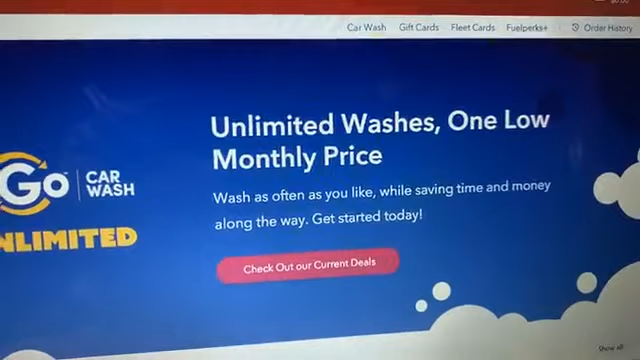 Car Wash Gift Cards Fleet Cards Fuelperks+ Order History
Unlimited Washes, One Low
Monthly Price
Go CAR
WASH
NLIMITED
Wash as often as you like, while saving time and money
along the way. Get started today!
Check Out our Current Deals
Show all